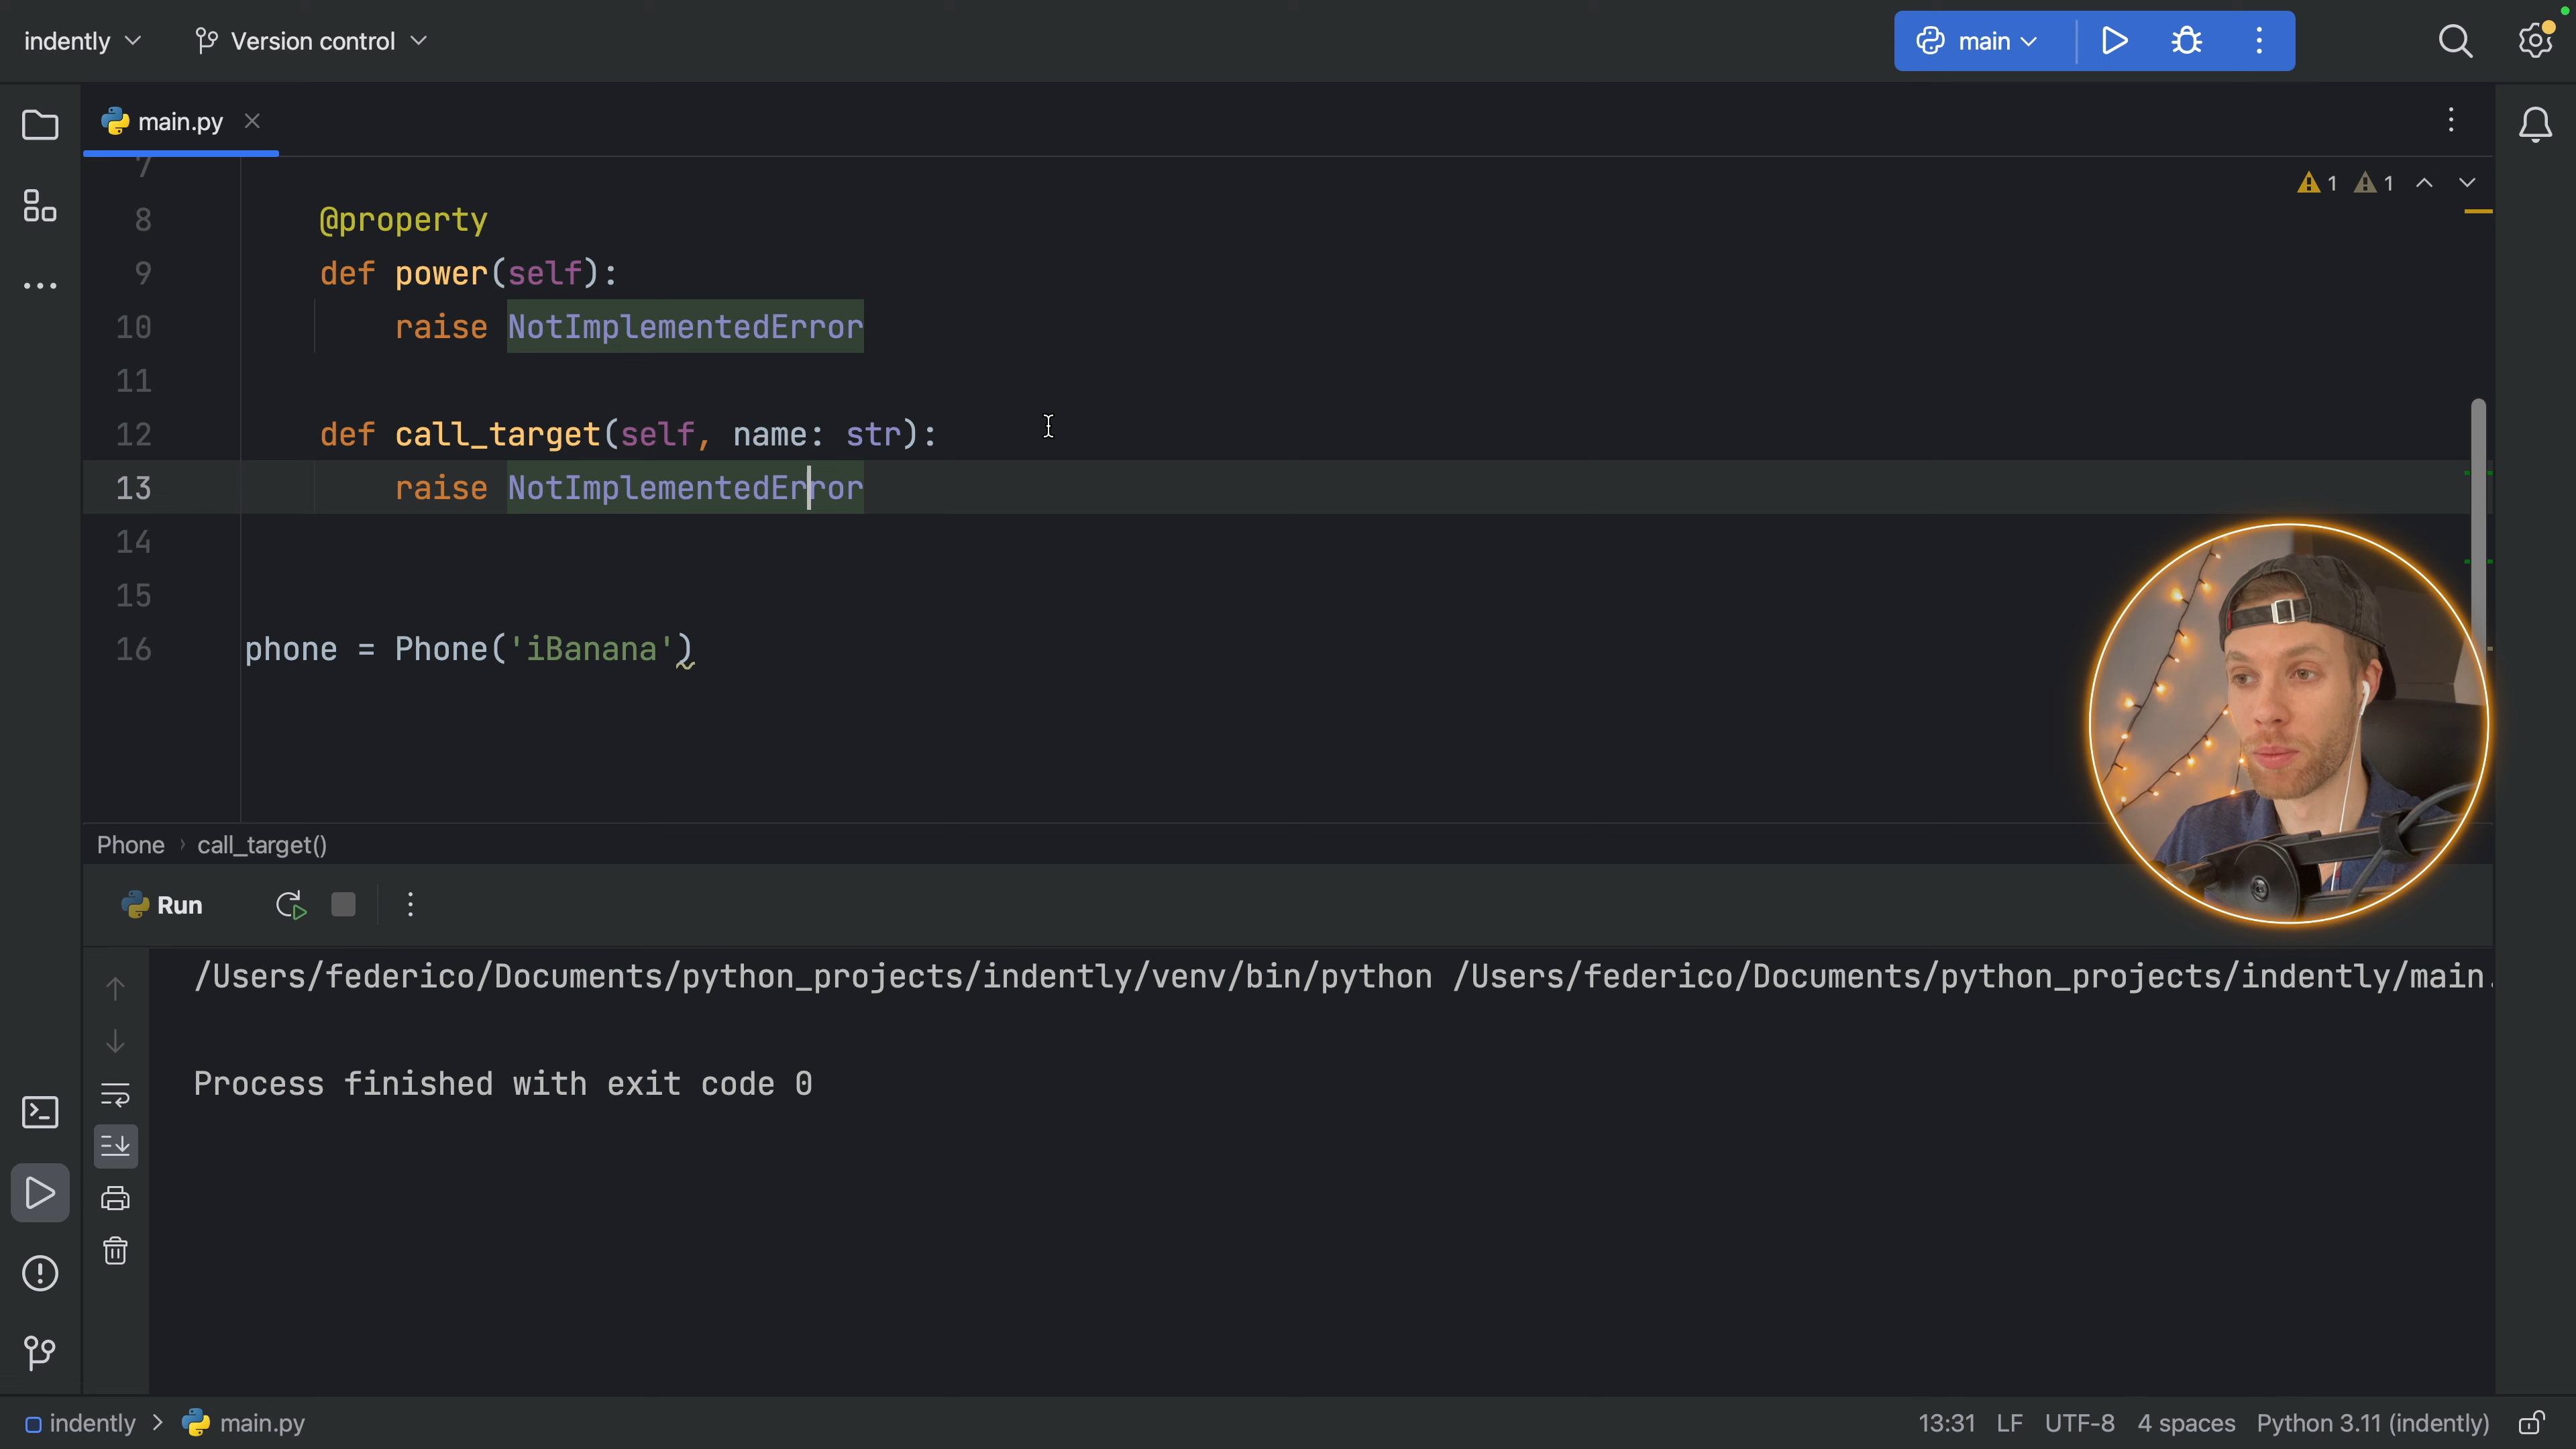 indently
Version control
main
main.py
1 1
7
8 @property
9 def power(self):
10 raise NotImplementedError
11
12 def call_target(self, name: str):
13 raise NotImplementedError
14
15
16 phone = Phone('iBanana')
Phone › call_target()
Run
/Users/federico/Documents/python_projects/indently/venv/bin/python /Users/federico/Documents/python_projects/indently/main.
Process finished with exit code 0
indently > main.py
13:31 LF UTF-8 4 spaces Python 3.11 (indently)